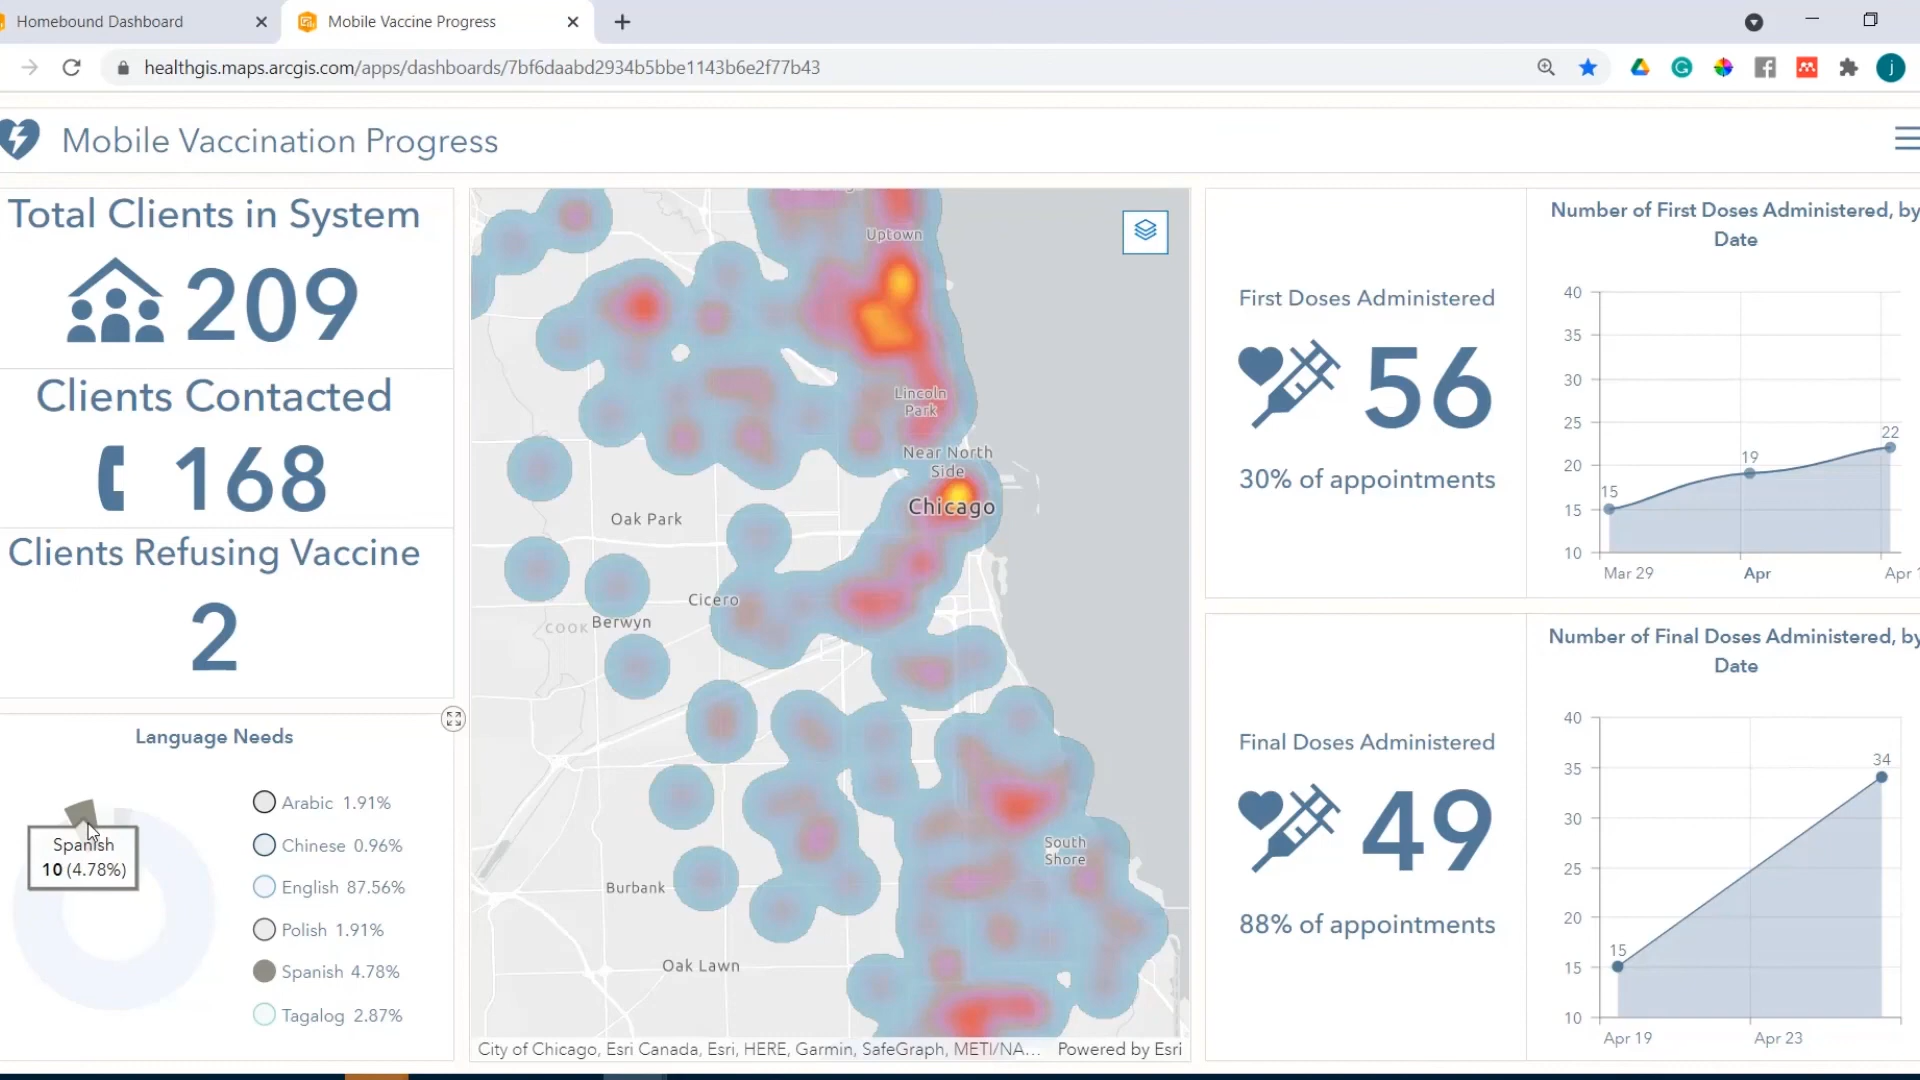 Homebound Dashboard
Mobile Vaccine Progress
healthgis.maps.arcgis.com/apps/dashboards/7bf6daabd2934b5bbe1143b6e2f77b43
j
Mobile Vaccination Progress
Total Clients in System
209
Clients Contacted
168
Clients Refusing Vaccine
2
Language Needs
Spanish
10 (4.78%)
Arabic 1.91%
Chinese 0.96%
English 87.56%
Polish 1.91%
Spanish 4.78%
Tagalog 2.87%
Uptown
Lincoln
Park
Near North
Side
Chicago
Oak Park
Cicero
COOK
Berwyn
South
Shore
Burbank
Oak Lawn
City of Chicago, Esri Canada, Esri, HERE, Garmin, SafeGraph, METI/NA...
Powered by Esri
First Doses Administered
56
30% of appointments
Number of First Doses Administered, by
Date
40
35
30
25
20
15
10
15
19
22
Mar 29
Apr
Apr 1
Final Doses Administered
49
88% of appointments
Number of Final Doses Administered, by
Date
40
35
30
25
20
15
10
15
34
Apr 19
Apr 23